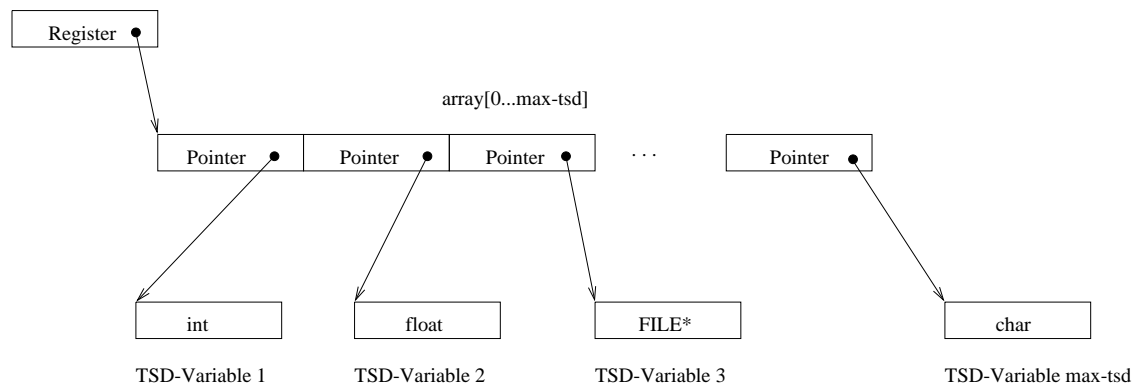 Register
array[0...max-tsd]
Pointer Pointer Pointer . . . Pointer
int float FILE* char
TSD-Variable 1 TSD-Variable 2 TSD-Variable 3 TSD-Variable max-tsd